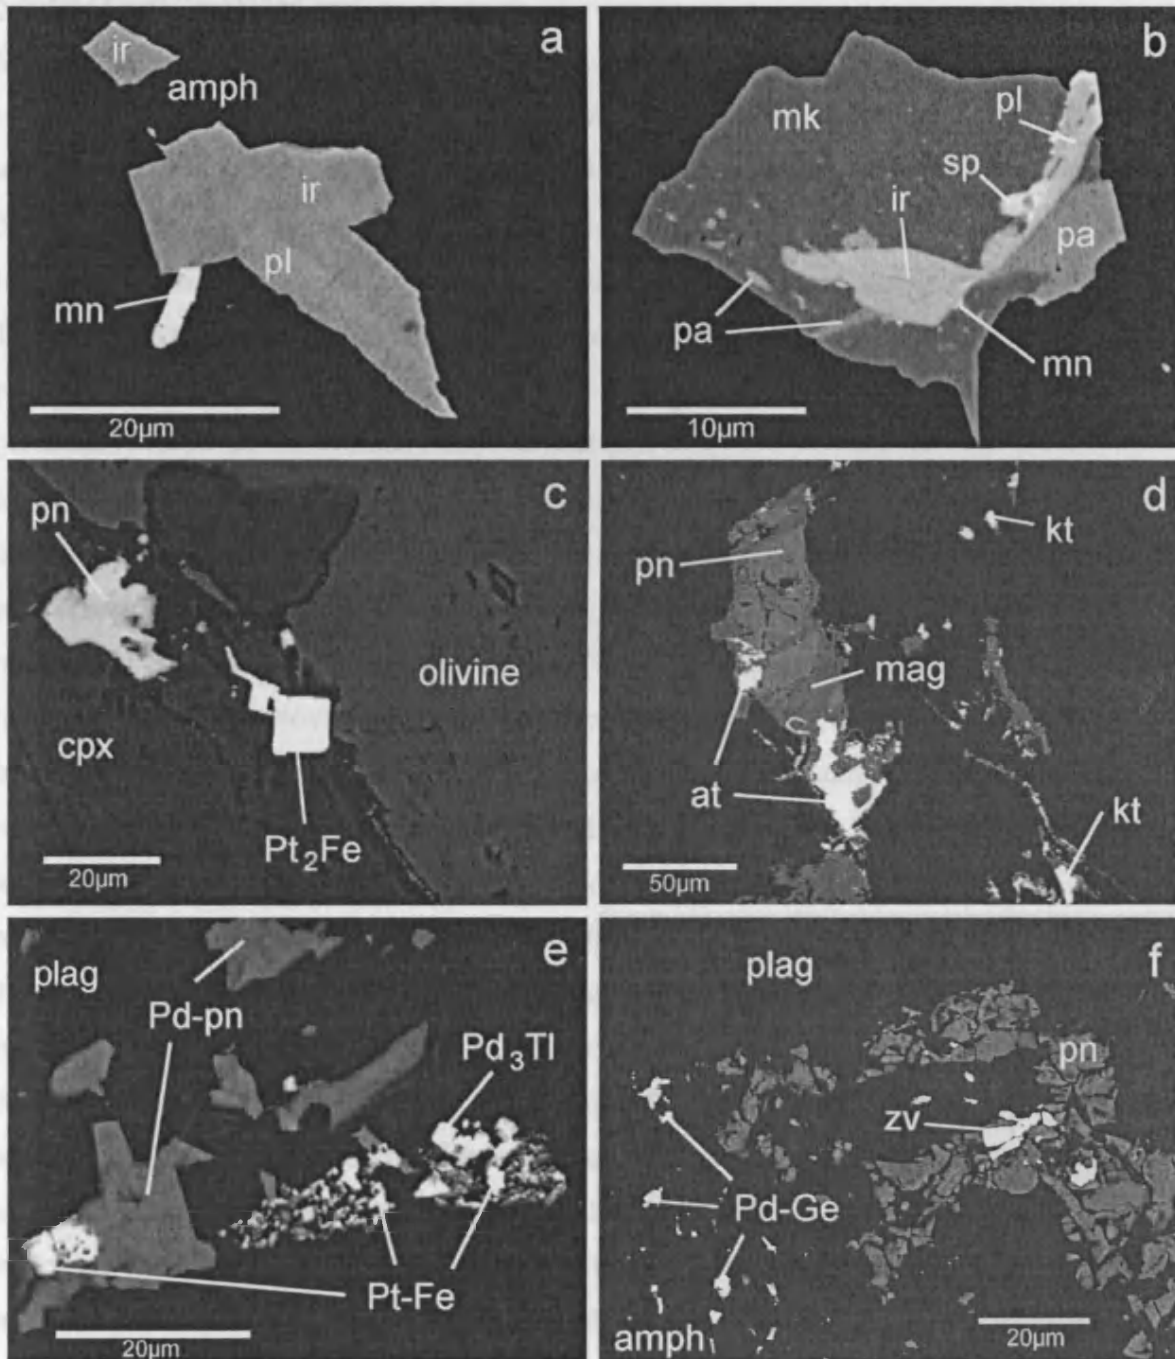 a
ir
amph
ir
pl
mn
20µm
b
mk
pl
sp
ir
pa
pa
mn
10µm
c
pn
olivine
cpx
Pt2Fe
20µm
d
kt
pn
mag
at
kt
50µm
e
plag
Pd-pn
Pd3Tl
Pt-Fe
20µm
f
plag
pn
zv
Pd-Ge
amph
20µm